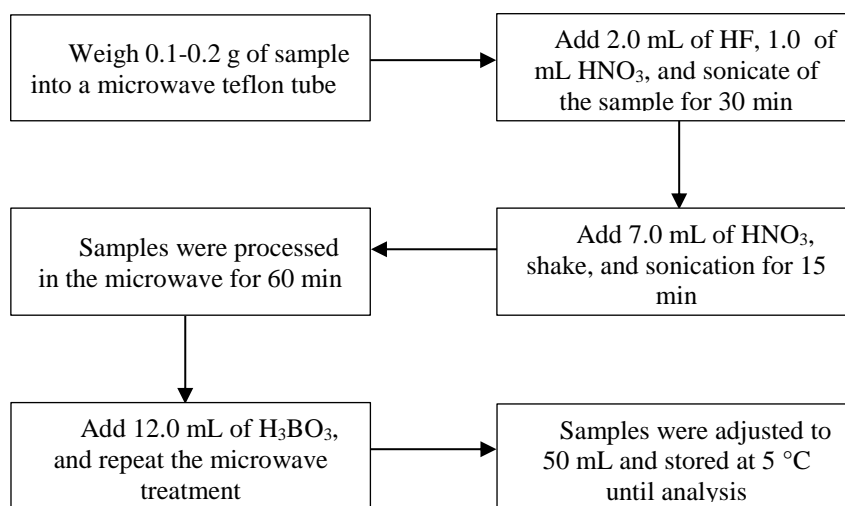 Weigh 0.1-0.2 g of sample
into a microwave teflon tube
Add 2.0 mL of HF, 1.0 of
mL HNO₃, and sonicate of
the sample for 30 min
Add 7.0 mL of HNO₃,
shake, and sonication for 15
min
Samples were processed
in the microwave for 60 min
Add 12.0 mL of H₃BO₃,
and repeat the microwave
treatment
Samples were adjusted to
50 mL and stored at 5 °C
until analysis